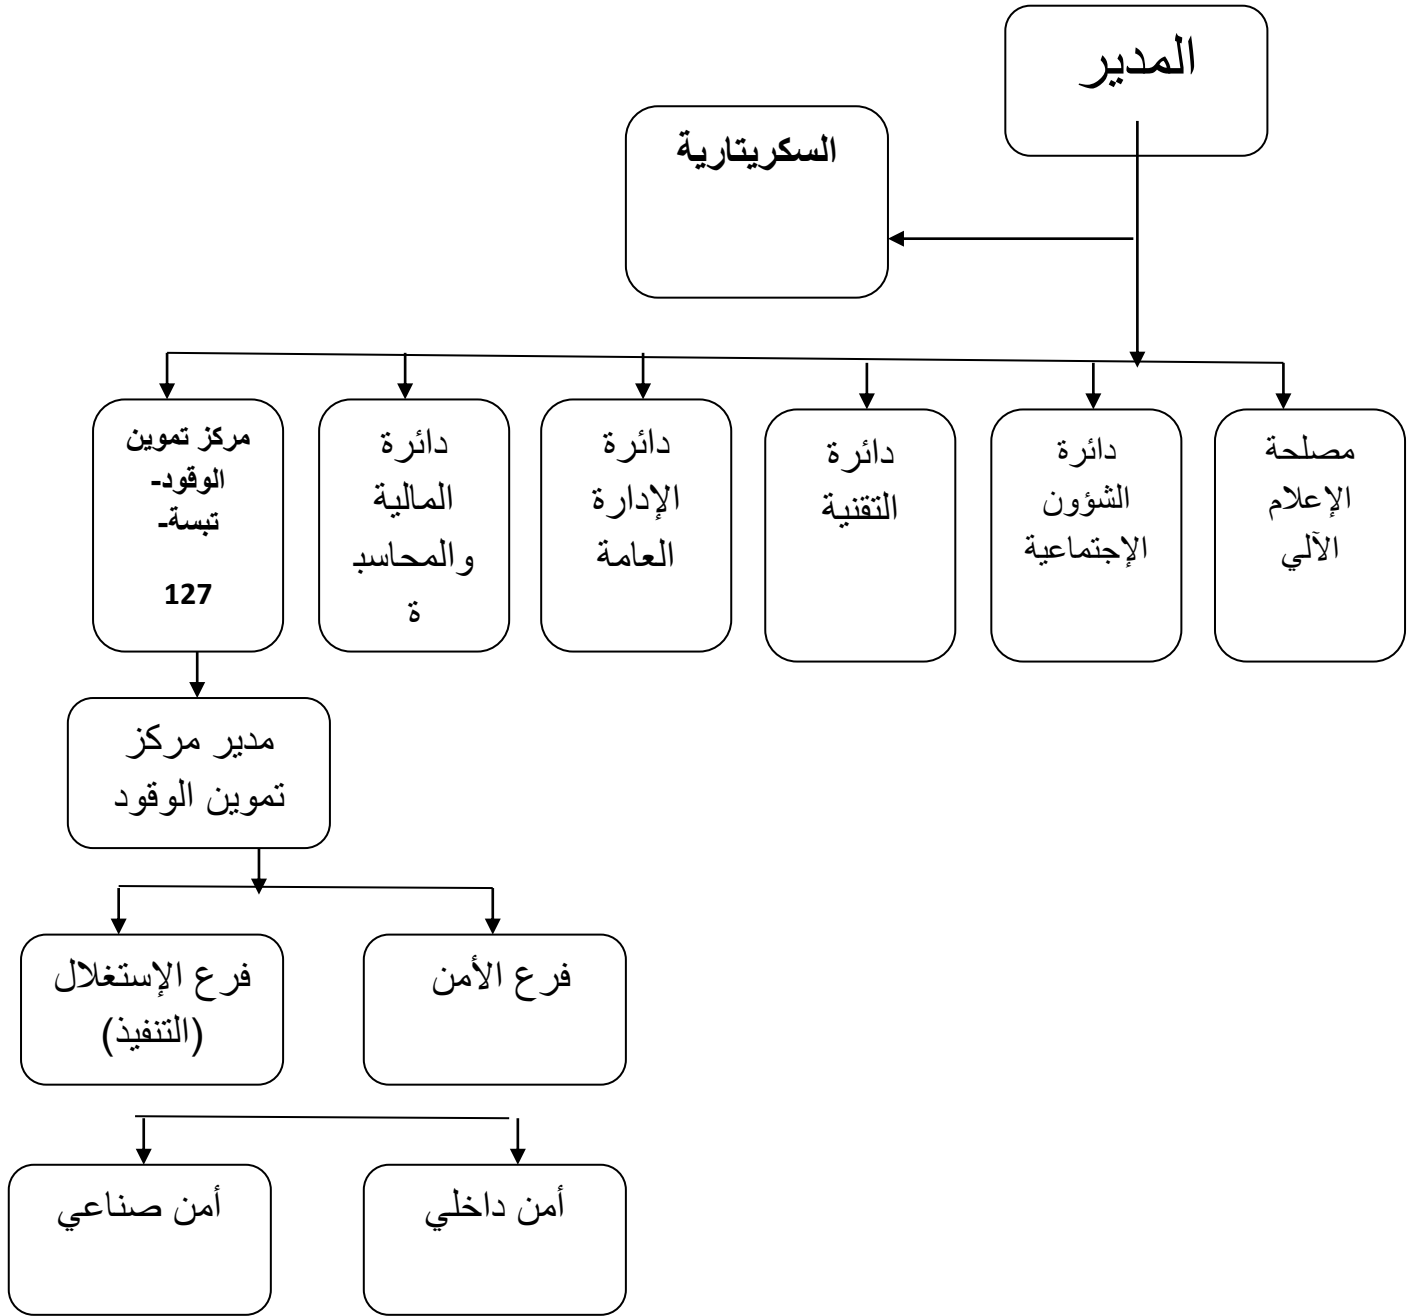 المدير
السكريتارية
مصلحة
الإعلام
الآلي
دائرة
الشؤون
الإجتماعية
دائرة
التقنية
دائرة
الإدارة
العامة
دائرة
المالية
والمحاسب
ة
مركز تموين
الوقود-
تبسة-
127
مدير مركز
تموين الوقود
فرع الأمن
فرع الإستغلال
(التنفيذ)
أمن داخلي
أمن صناعي